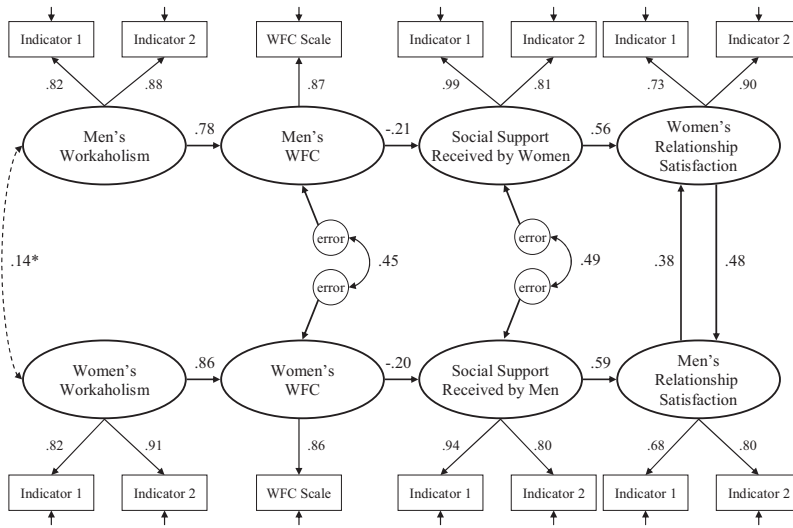 Indicator 1
Indicator 2
WFC Scale
Indicator 1
Indicator 2
Indicator 1
Indicator 2
.82
.88
.87
.99
.81
.73
.90
Men's
Workaholism
.78
Men's
WFC
-.21
Social Support
Received by Women
.56
Women's
Relationship
Satisfaction
error
error
.14*
.45
.49
.38
.48
error
error
Women's
Workaholism
.86
Women's
WFC
-.20
Social Support
Received by Men
.59
Men's
Relationship
Satisfaction
.82
.91
.86
.94
.80
.68
.80
Indicator 1
Indicator 2
WFC Scale
Indicator 1
Indicator 2
Indicator 1
Indicator 2